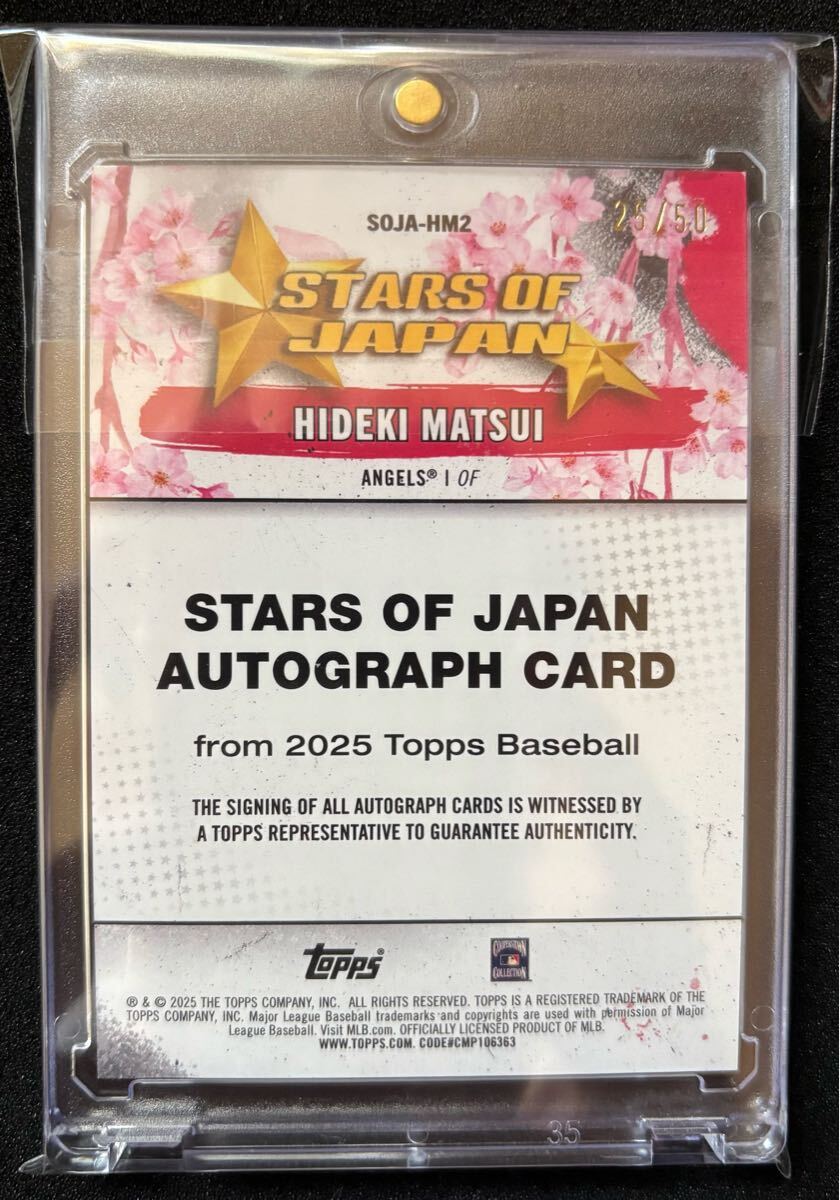 SOJA-HM2
25/50
STARS OF
JAPAN
HIDEKI MATSUI
ANGELS® | OF
STARS OF JAPAN
AUTOGRAPH CARD
from 2025 Topps Baseball
THE SIGNING OF ALL AUTOGRAPH CARDS IS WITNESSED BY
A TOPPS REPRESENTATIVE TO GUARANTEE AUTHENTICITY.
topps®
COOPERSTOWN
COLLECTION
® & © 2025 THE TOPPS COMPANY, INC. ALL RIGHTS RESERVED. TOPPS IS A REGISTERED TRADEMARK OF THE
TOPPS COMPANY, INC. Major League Baseball trademarks and copyrights are used with permission of Major
League Baseball. Visit MLB.com. OFFICIALLY LICENSED PRODUCT OF MLB.
WWW.TOPPS.COM. CODE#CMP106363
35